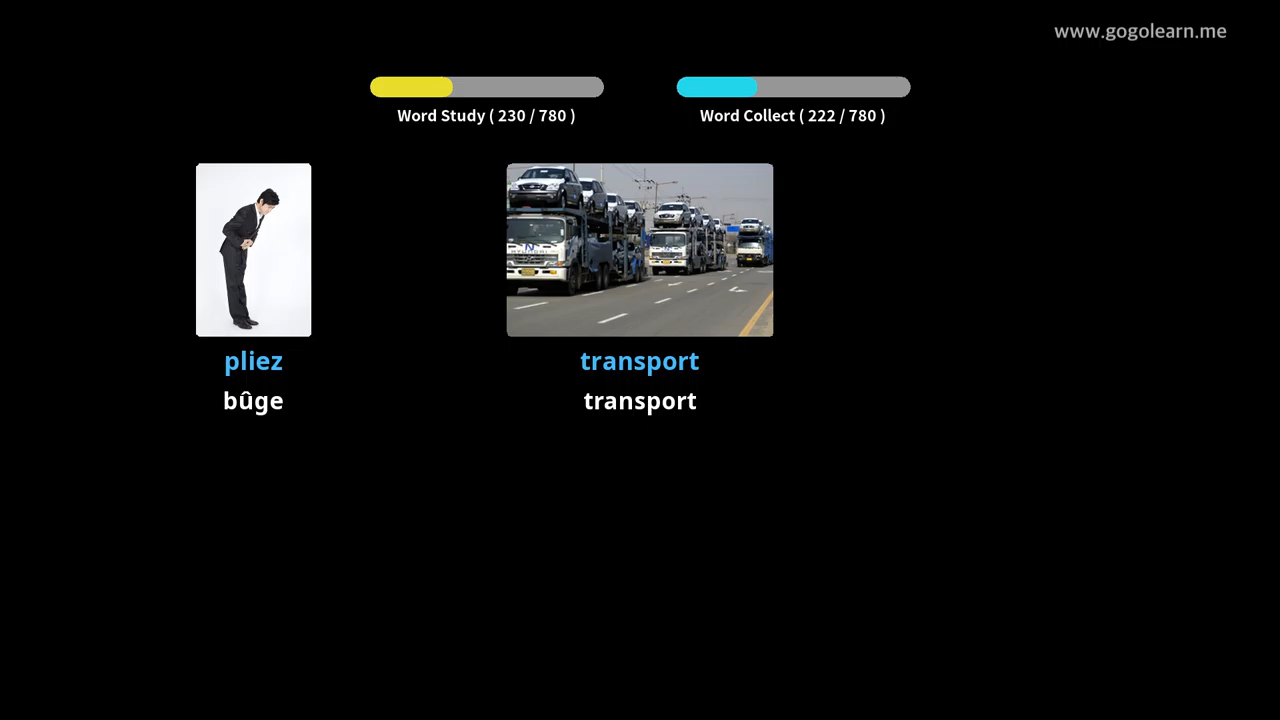 www.gogolearn.me
Word Study ( 230 / 780 )
Word Collect ( 222 / 780 )
pliez
bûge
transport
transport